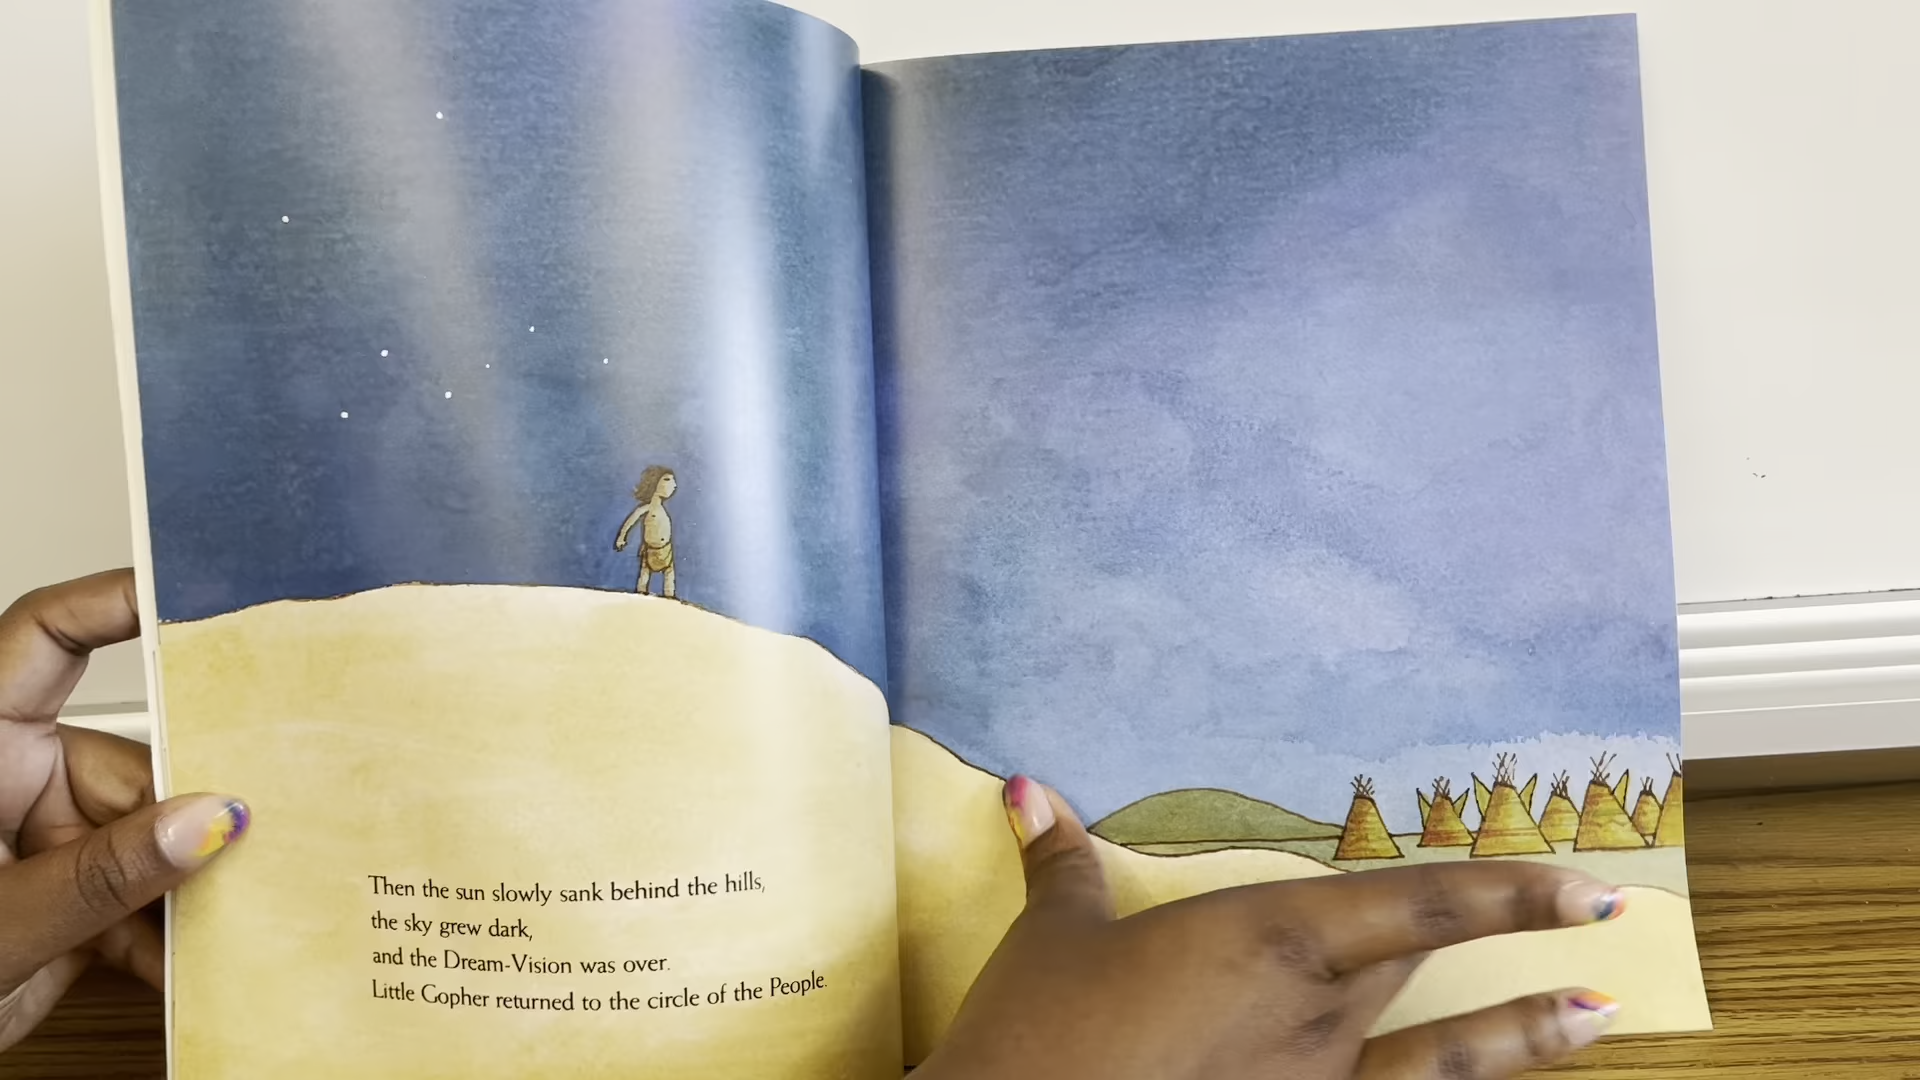 Then the sun slowly sank behind the hills,
the sky grew dark,
and the Dream-Vision was over.
Little Gopher returned to the circle of the People.